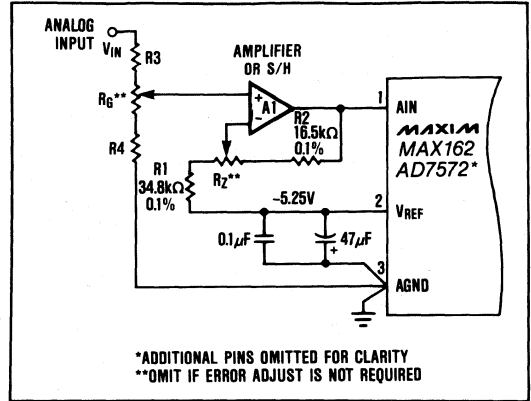 ANALOG
INPUT
VIN
R3
RG**
R4
AMPLIFIER
OR S/H
+
A1
−
R2
16.5kΩ
0.1%
R1
34.8kΩ
0.1%
RZ**
−5.25V
0.1μF
47μF
+
1
AIN
MAXIM
MAX162
AD7572*
2
VREF
3
AGND
*ADDITIONAL PINS OMITTED FOR CLARITY
**OMIT IF ERROR ADJUST IS NOT REQUIRED